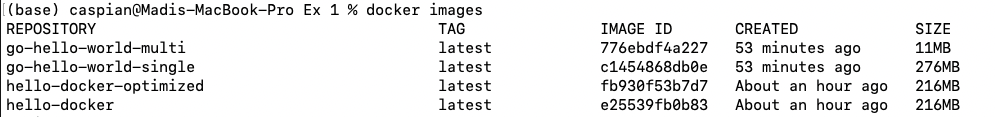 (base) caspian@Madis-MacBook-Pro Ex 1 % docker images
REPOSITORY TAG IMAGE ID CREATED SIZE
go-hello-world-multi latest 776ebdf4a227 53 minutes ago 11MB
go-hello-world-single latest c1454868db0e 53 minutes ago 276MB
hello-docker-optimized latest fb930f53b7d7 About an hour ago 216MB
hello-docker latest e25539fb0b83 About an hour ago 216MB